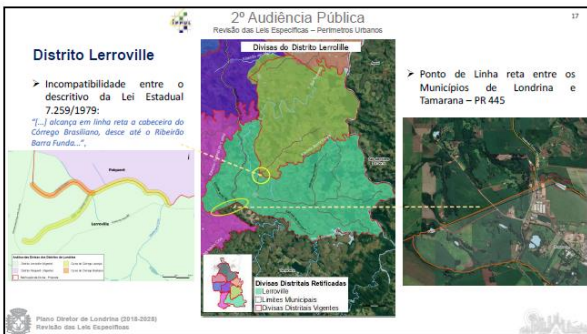 IPPUL
2º Audiência Pública
Revisão das Leis Específicas – Perímetros Urbanos
17
Distrito Lerroville
➢ Incompatibilidade entre o
descritivo da Lei Estadual
7.259/1979:
"[...] alcança em linha reta a cabeceira do
Córrego Brasiliano, desce até o Ribeirão
Barra Funda...",
Lerroville
Divisas do Distrito Lerolille
Divisas Distritais Retificadas
Lerroville
Limites Municipais
Divisas Distritais Vigentes
➢ Ponto de Linha reta entre os
Municípios de Londrina e
Tamarana – PR 445
Plano Diretor de Londrina (2018-2028)
Revisão das Leis Específicas